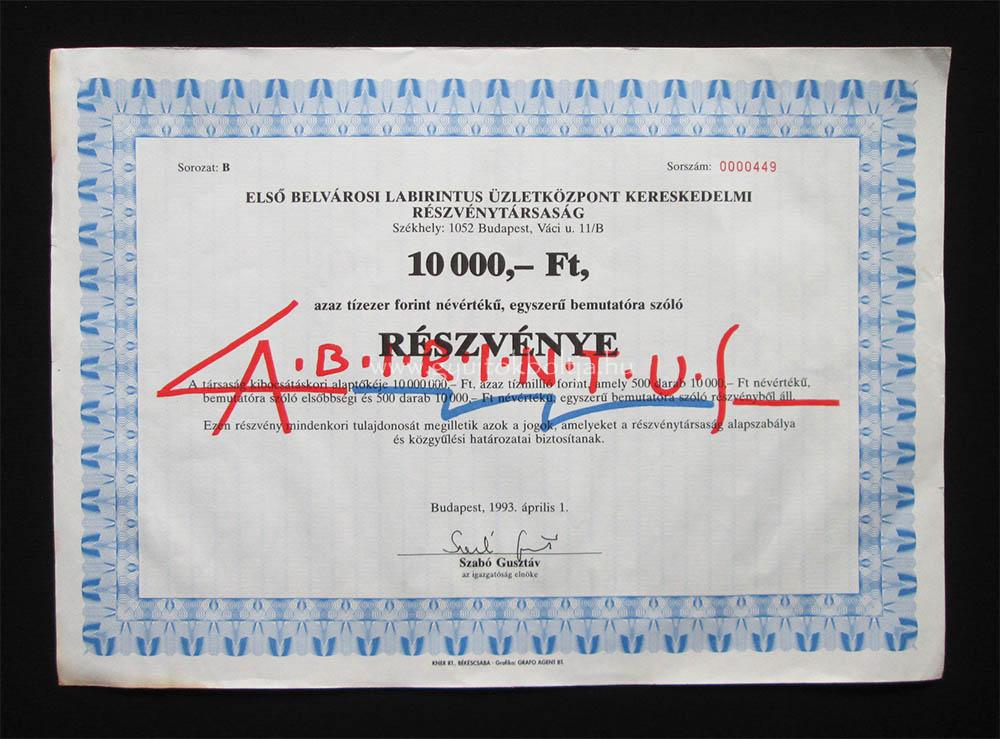 Sorozat: B
Sorszám: 0000449
ELSŐ BELVÁROSI LABIRINTUS ÜZLETKÖZPONT KERESKEDELMI
RÉSZVÉNYTÁRSASÁG
Székhely: 1052 Budapest, Váci u. 11/B
10 000,– Ft,
azaz tízezer forint névértékű, egyszerű bemutatóra szóló
RÉSZVÉNYE
LABIRINTUS
A társaság kibocsátáskori alaptőkéje 10 000 000,– Ft, azaz tízmillió forint, amely 500 darab 10 000,– Ft névértékű,
bemutatóra szóló elsőbbségi és 500 darab 10 000,– Ft névértékű, egyszerű bemutatóra szóló részvényből áll.
Ezen részvény mindenkori tulajdonosát megilletik azok a jogok, amelyeket a részvénytársaság alapszabálya
és közgyűlési határozatai biztosítanak.
Budapest, 1993. április 1.
Szabó Gusztáv
az igazgatóság elnöke
KNER RT., BÉKÉSCSABA · Grafika: GRAFO AGENT BT.